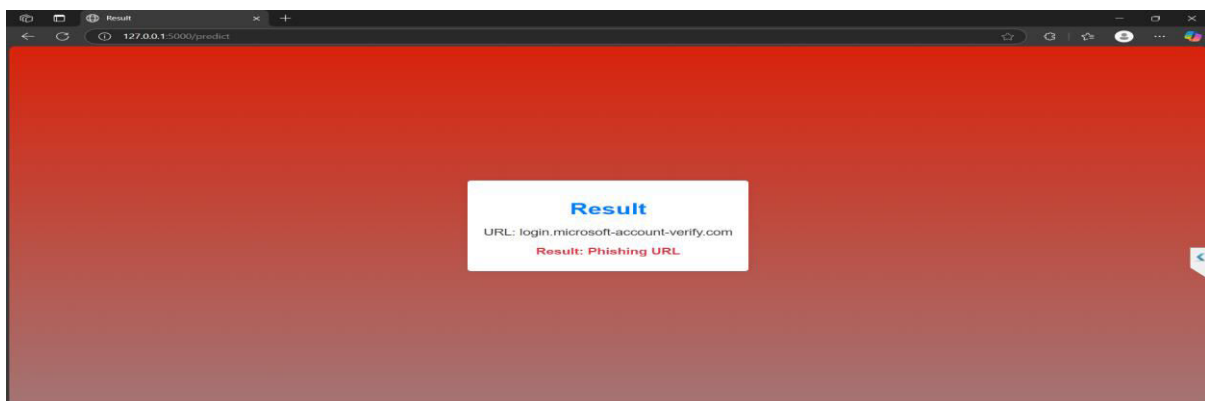 Result
127.0.0.1:5000/predict
Result
URL: login.microsoft-account-verify.com
Result: Phishing URL